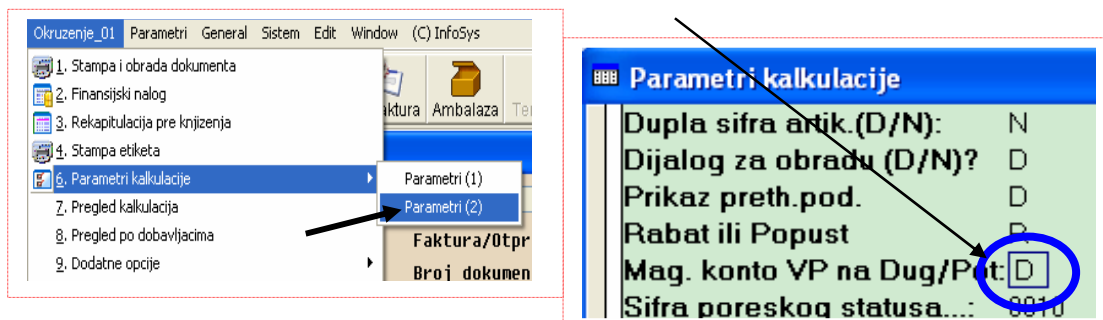 Okruzenje_01 Parametri General Sistem Edit Window (C) InfoSys
1. Stampa i obrada dokumenta
2. Finansijski nalog
3. Rekapitulacija pre knjizenja
4. Stampa etiketa
6. Parametri kalkulacije
7. Pregled kalkulacija
8. Pregled po dobavljacima
9. Dodatne opcije
ktura Ambalaza Te
Parametri (1)
Parametri (2)
Faktura/Otpr
Broj dokumen
Parametri kalkulacije
Dupla sifra artik.(D/N): N
Dijalog za obradu (D/N)? D
Prikaz preth.pod. D
Rabat ili Popust R
Mag. konto VP na Dug/Pot: D
Sifra poreskog statusa...: 0010